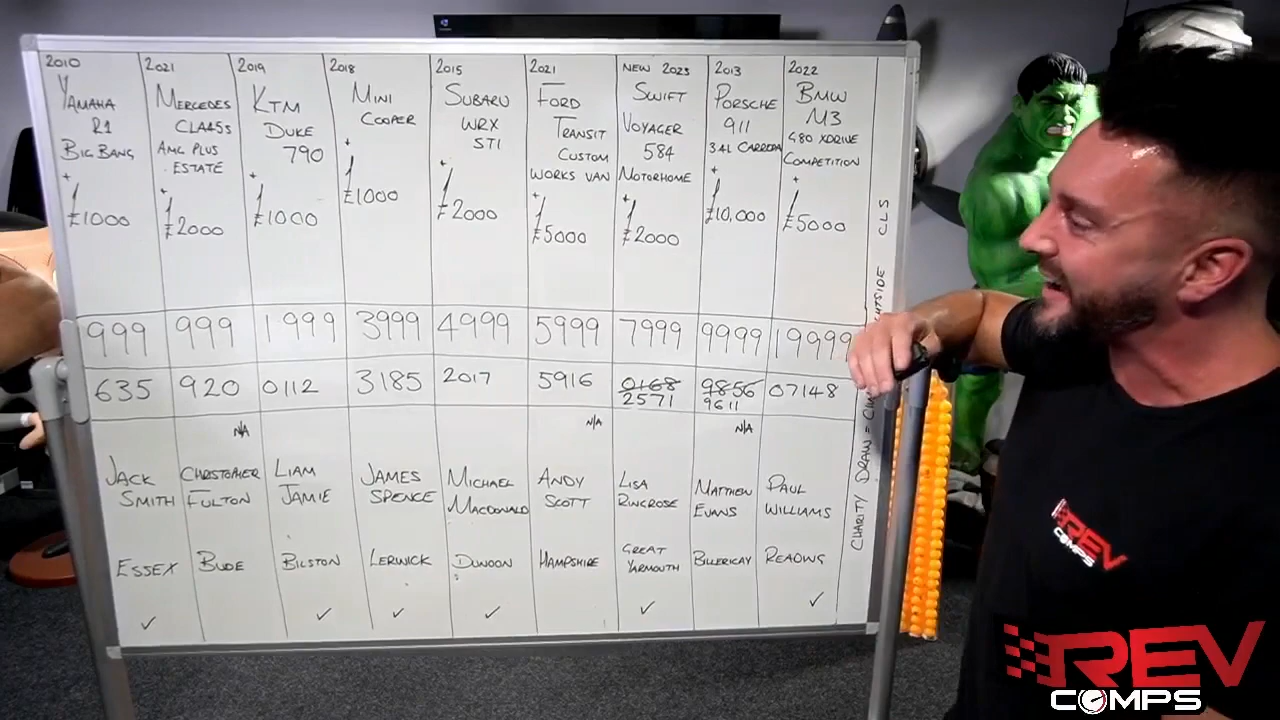 2010
YAMAHA
R1
BIG BANG
+
£1000
999
635
JACK
SMITH
ESSEX
✓
2021
MERCEDES
CLA45S
AMG PLUS
ESTATE
+
£2000
999
920
N/A
CHRISTOPHER
FULTON
BUDE
2019
KTM
DUKE
790
+
£1000
1999
0112
LIAM
JAMIE
BILSTON
✓
2018
MINI
COOPER
+
£1000
3999
3185
JAMES
SPENCE
LERWICK
✓
2015
SUBARU
WRX
STI
+
£2000
4999
2017
MICHAEL
MACDONALD
DUNOON
✓
2021
FORD
TRANSIT
CUSTOM
WORKS VAN
+
£5000
5999
5916
N/A
ANDY
SCOTT
HAMPSHIRE
NEW 2023
SWIFT
VOYAGER
584
MOTORHOME
+
£2000
7999
0168
2571
LISA
RINGROSE
GREAT
YARMOUTH
✓
2013
PORSCHE
911
3.4L CARRERA
+
£10,000
9999
9856
9611
N/A
MATTHEW
EVANS
BILLERICAY
2022
BMW
M3
480 XDRIVE
COMPETITION
+
£5000
19999
07148
PAUL
WILLIAMS
READING
✓
CHARITY DRAW = CLS
REV
COMPS
REV
COMPS